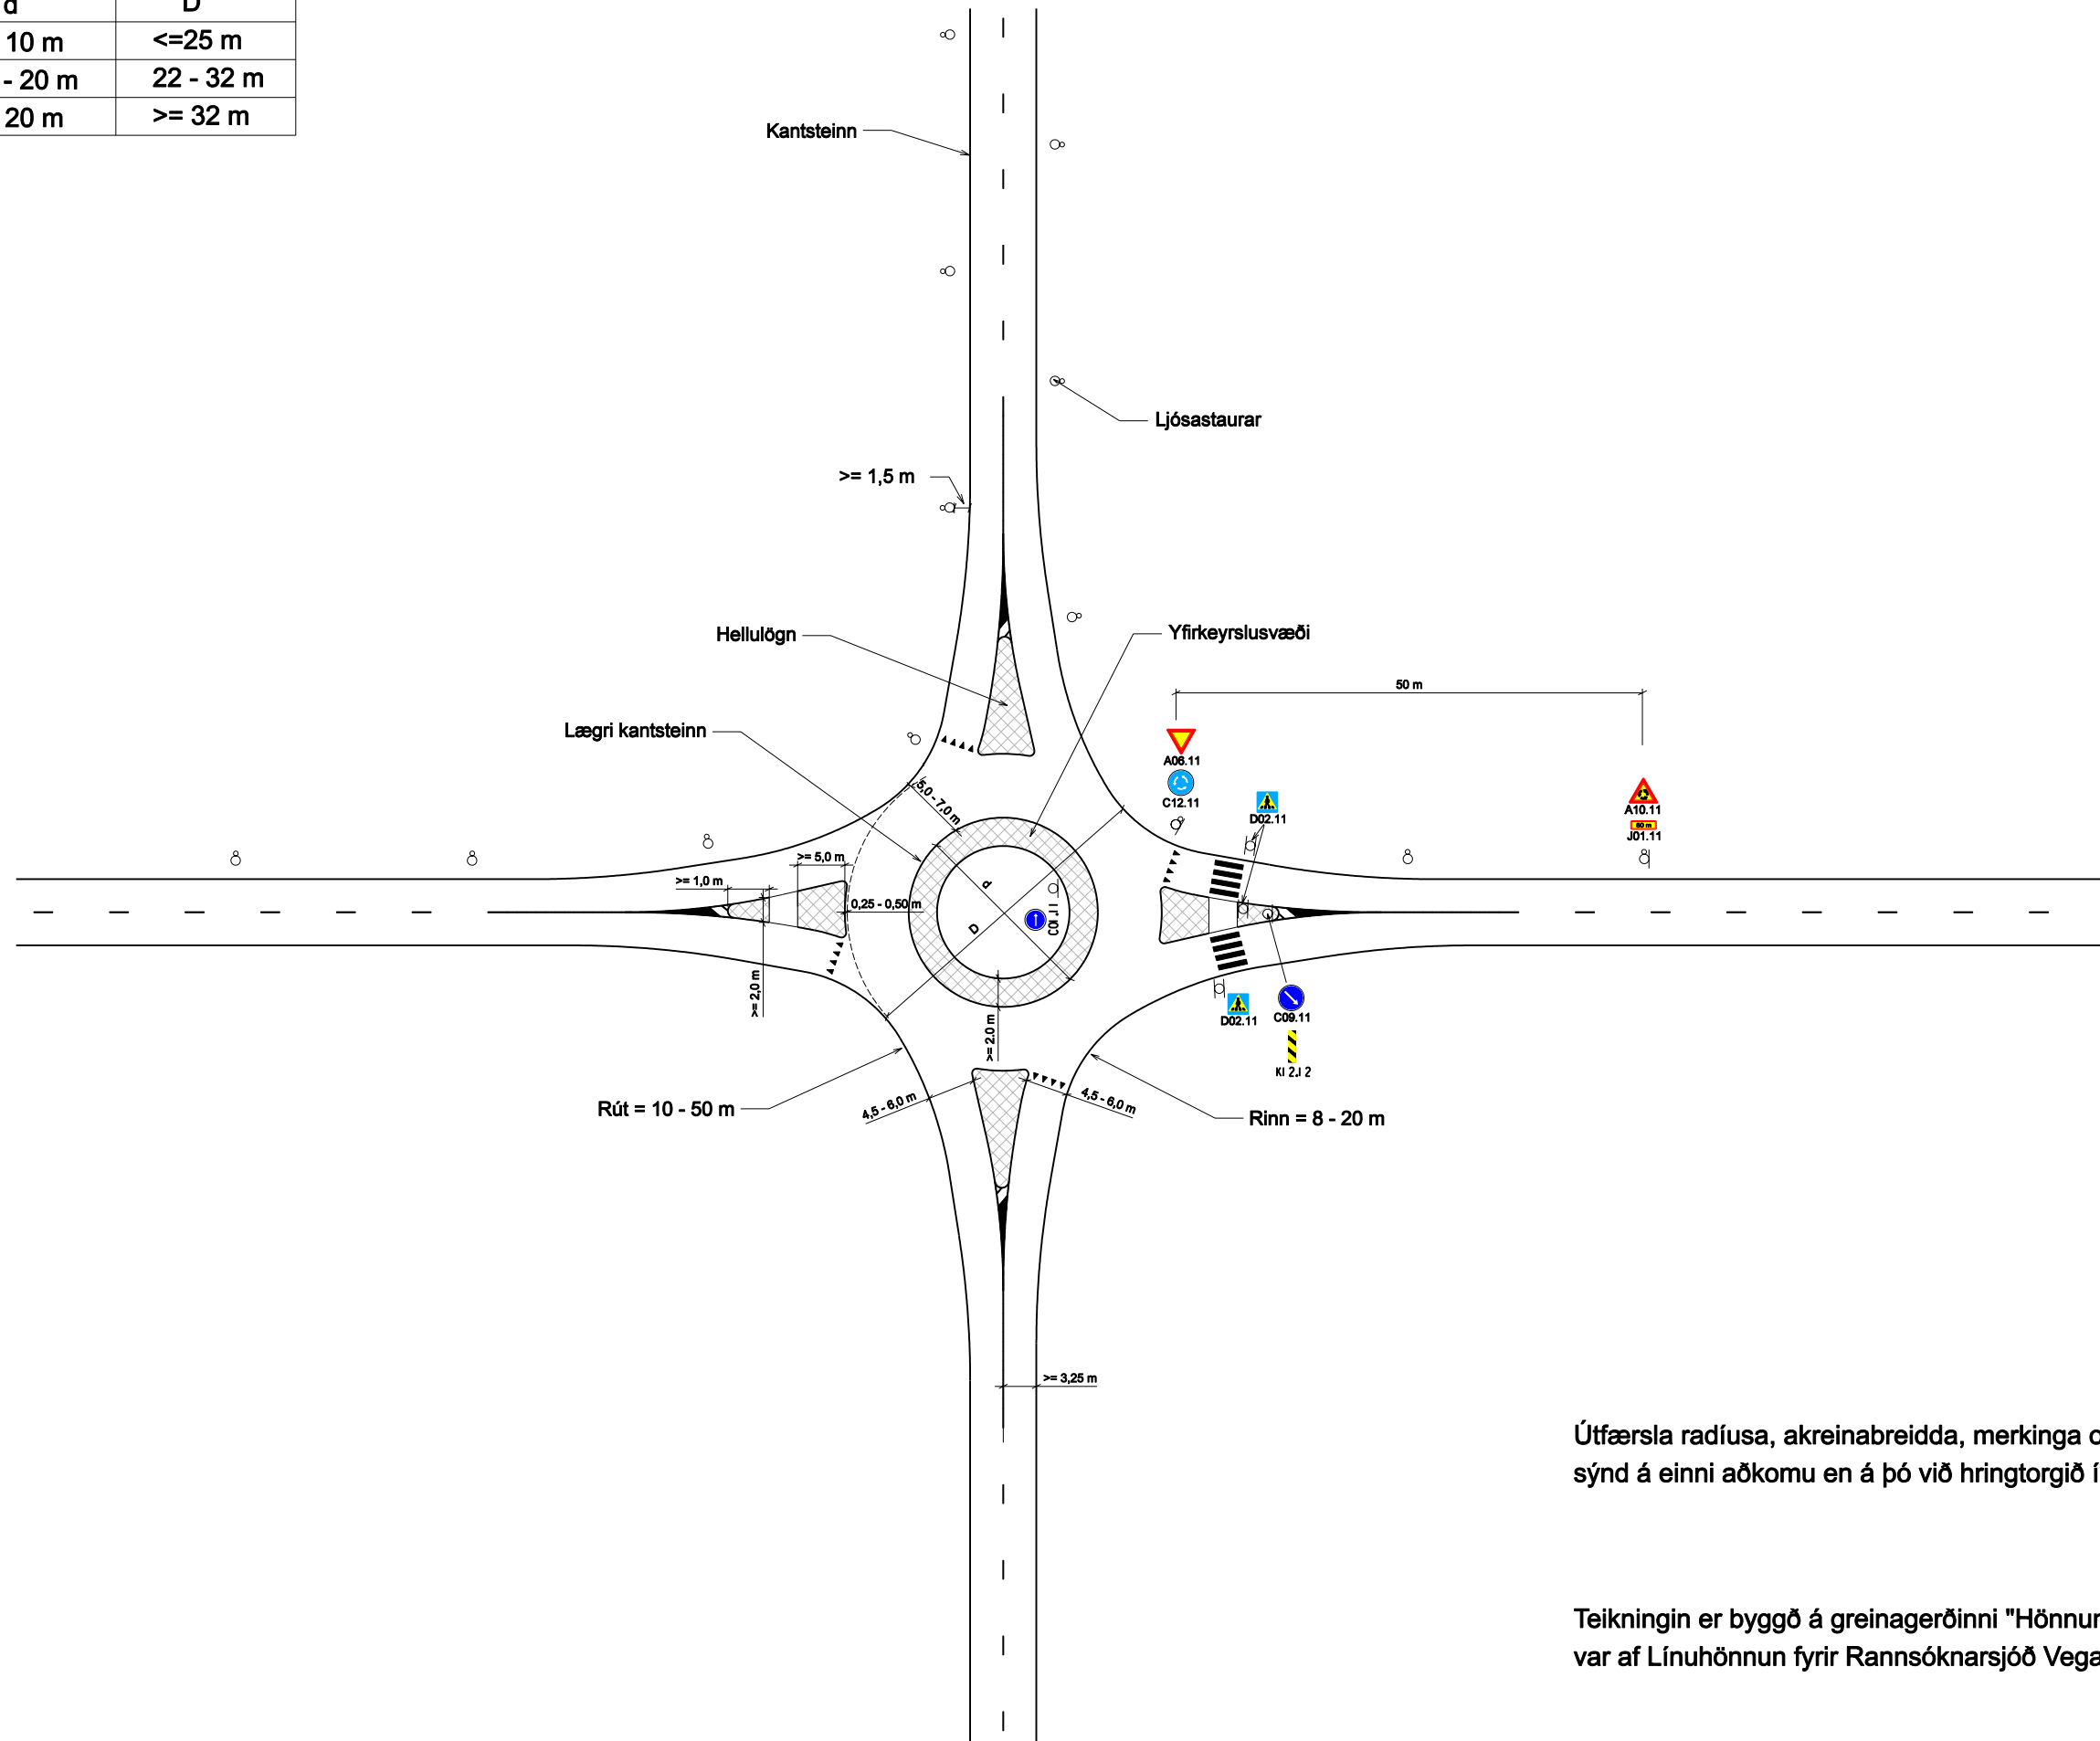 d D
10 m <=25 m
- 20 m 22 - 32 m
20 m >= 32 m
Kantsteinn
Ljósastaurar
>= 1,5 m
Hellulögn
Yfirkeyrslusvæði
50 m
Lægri kantsteinn
A06.11
C12.11
D02.11
A10.11
60 m
J01.11
5,0 - 7,0 m
>= 5,0 m
>= 1,0 m
0,25 - 0,50 m
d
D
>= 2,0 m
>= 2.0 m
D02.11
C09.11
K12.12
Rút = 10 - 50 m
4,5 - 6,0 m
4,5 - 6,0 m
Rinn = 8 - 20 m
>= 3,25 m
Útfærsla radíusa, akreinabreidda, merkinga
sýnd á einni aðkomu en á þó við hringtorgið í
Teikningin er byggð á greinagerðinni "Hönnun
var af Línuhönnun fyrir Rannsóknarsjóð Vega